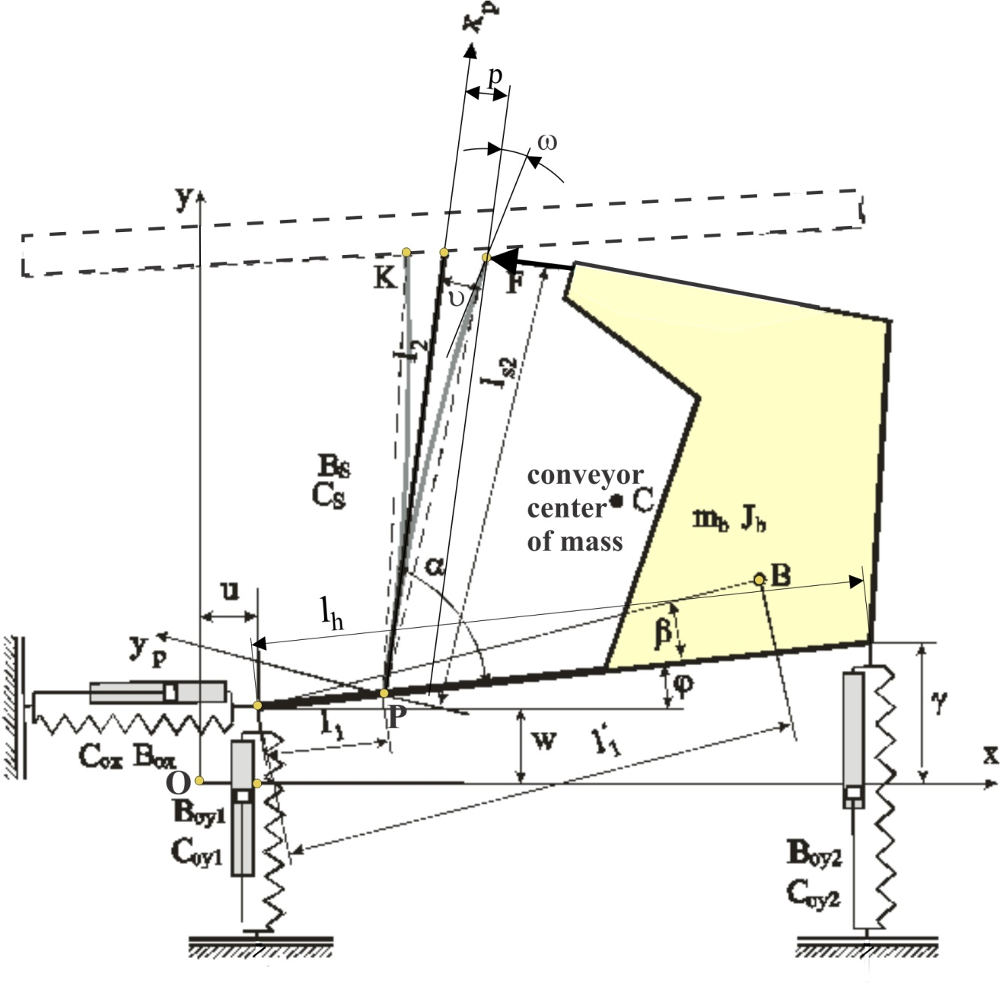 x_p
p
ω
y
K
F
υ
l_2
l_s2
B_s
C_s
conveyor
center C
of mass
m_b J_b
α
B
u
l_h
β
y_p
φ
P
l_1
w
l'_1
γ
C_ox B_ox
x
O
B_oy1
C_oy1
B_oy2
C_oy2